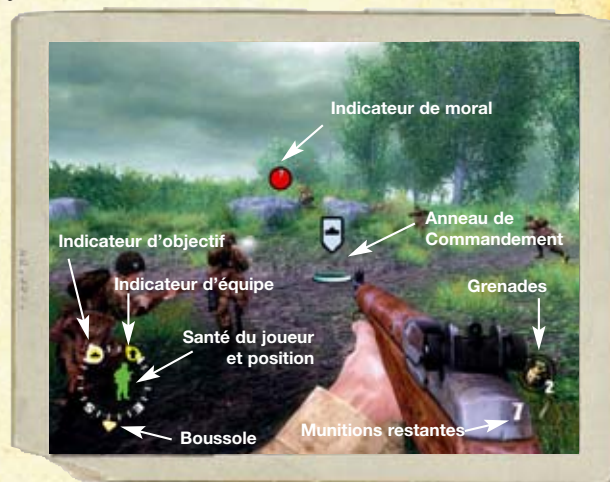 Indicateur de moral
Anneau de
Commandement
Indicateur d'objectif
Indicateur d'équipe
Grenades
Santé du joueur
et position
2
7
Boussole
Munitions restantes